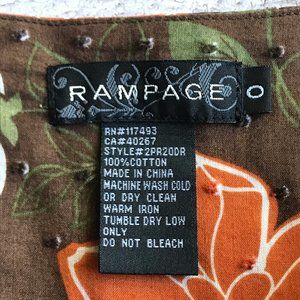 RAMPAGE 0
RN#117493
CA#40267
STYLE#2PR20DR
100%COTTON
MADE IN CHINA
MACHINE WASH COLD
OR DRY CLEAN
WARM IRON
TUMBLE DRY LOW
ONLY
DO NOT BLEACH